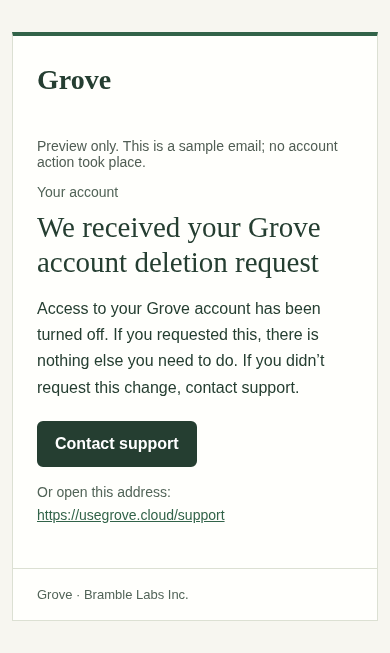 Grove
Preview only. This is a sample email; no account
action took place.
Your account
We received your Grove
account deletion request
Access to your Grove account has been
turned off. If you requested this, there is
nothing else you need to do. If you didn’t
request this change, contact support.
Contact support
Or open this address:
https://usegrove.cloud/support
Grove · Bramble Labs Inc.